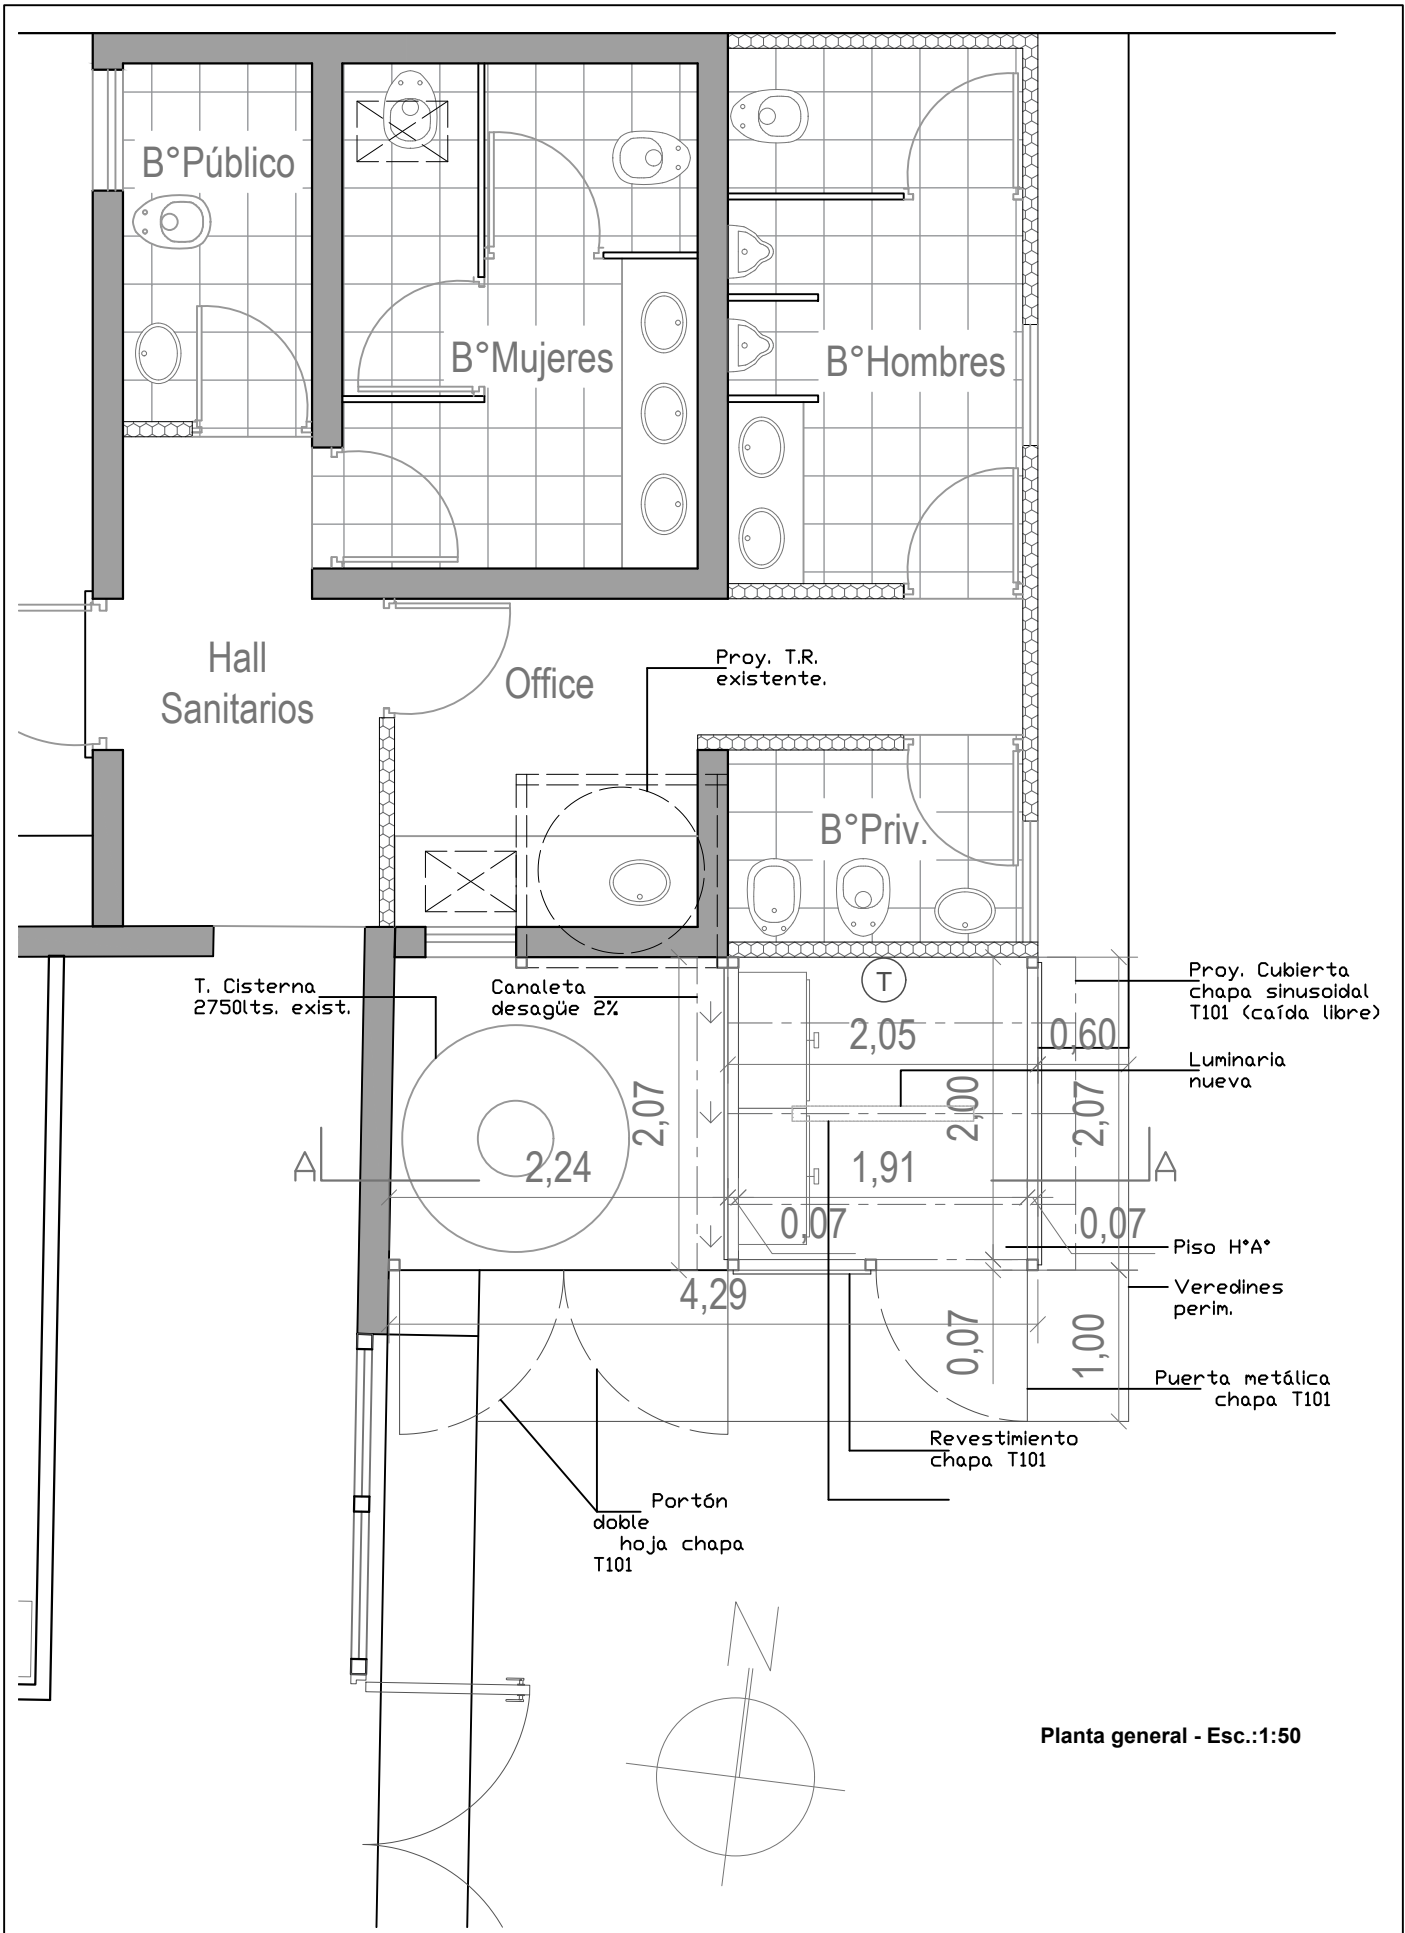 B°Público
B°Mujeres
B°Hombres
Hall
Sanitarios
Office
Proy. T.R.
existente.
B°Priv.
T. Cisterna
2750lts. exist.
Canaleta
desagüe 2%
T
Proy. Cubierta
chapa sinusoidal
T101 (caída libre)
2,05
0,60
Luminaria
nueva
2,07
2,00
2,07
A
2,24
1,91
A
0,07
0,07
Piso H°A°
4,29
Veredines
perim.
0,07
1,00
Puerta metálica
chapa T101
Revestimiento
chapa T101
Portón
doble
hoja chapa
T101
N
Planta general - Esc.:1:50